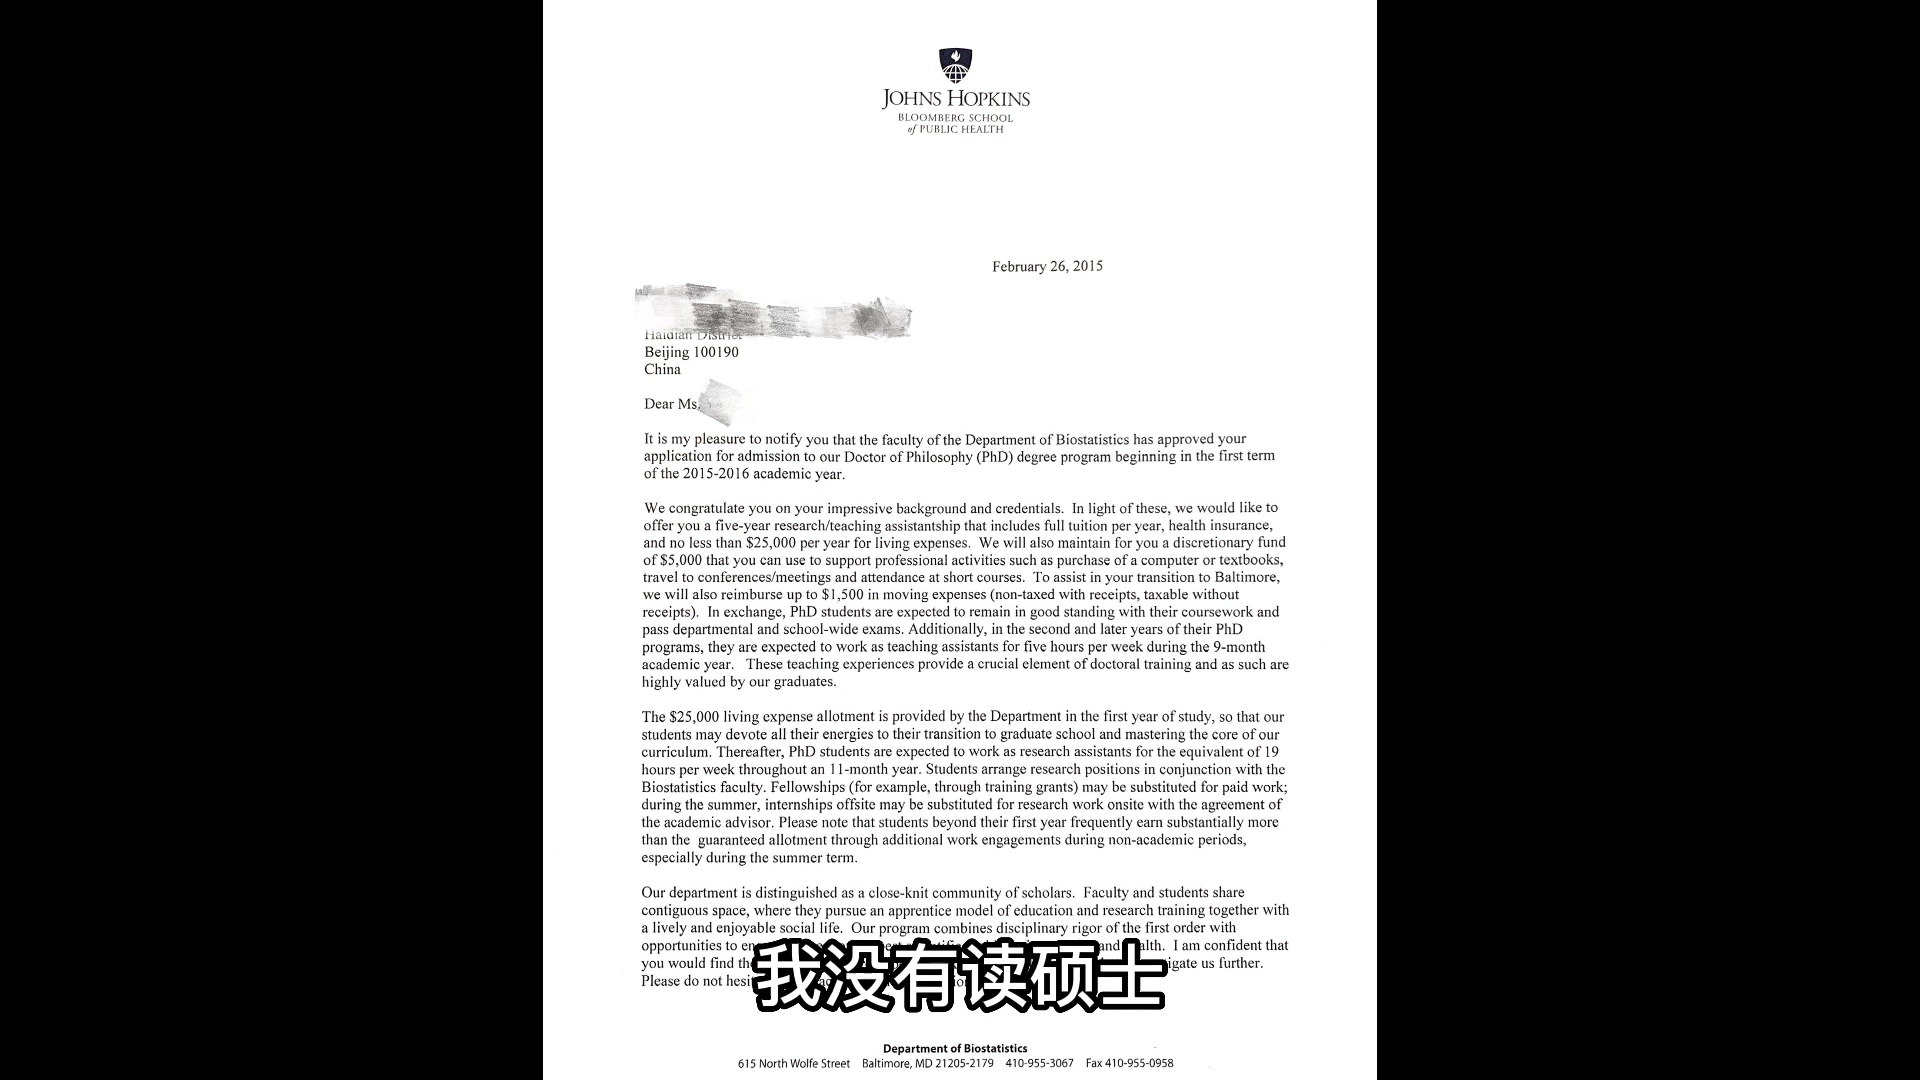 JOHNS HOPKINS
BLOOMBERG SCHOOL
of PUBLIC HEALTH
February 26, 2015
Haidian District
Beijing 100190
China
Dear Ms.
It is my pleasure to notify you that the faculty of the Department of Biostatistics has approved your
application for admission to our Doctor of Philosophy (PhD) degree program beginning in the first term
of the 2015-2016 academic year.
We congratulate you on your impressive background and credentials. In light of these, we would like to
offer you a five-year research/teaching assistantship that includes full tuition per year, health insurance,
and no less than $25,000 per year for living expenses. We will also maintain for you a discretionary fund
of $5,000 that you can use to support professional activities such as purchase of a computer or textbooks,
travel to conferences/meetings and attendance at short courses. To assist in your transition to Baltimore,
we will also reimburse up to $1,500 in moving expenses (non-taxed with receipts, taxable without
receipts). In exchange, PhD students are expected to remain in good standing with their coursework and
pass departmental and school-wide exams. Additionally, in the second and later years of their PhD
programs, they are expected to work as teaching assistants for five hours per week during the 9-month
academic year. These teaching experiences provide a crucial element of doctoral training and as such are
highly valued by our graduates.
The $25,000 living expense allotment is provided by the Department in the first year of study, so that our
students may devote all their energies to their transition to graduate school and mastering the core of our
curriculum. Thereafter, PhD students are expected to work as research assistants for the equivalent of 19
hours per week throughout an 11-month year. Students arrange research positions in conjunction with the
Biostatistics faculty. Fellowships (for example, through training grants) may be substituted for paid work;
during the summer, internships offsite may be substituted for research work onsite with the agreement of
the academic advisor. Please note that students beyond their first year frequently earn substantially more
than the guaranteed allotment through additional work engagements during non-academic periods,
especially during the summer term.
Our department is distinguished as a close-knit community of scholars. Faculty and students share
contiguous space, where they pursue an apprentice model of education and research training together with
a lively and enjoyable social life. Our program combines disciplinary rigor of the first order with
opportunities to and I am confident that
you would find us further.
Please do not
我没有读硕士
Department of Biostatistics
615 North Wolfe Street Baltimore, MD 21205-2179 410-955-3067 Fax 410-955-0958